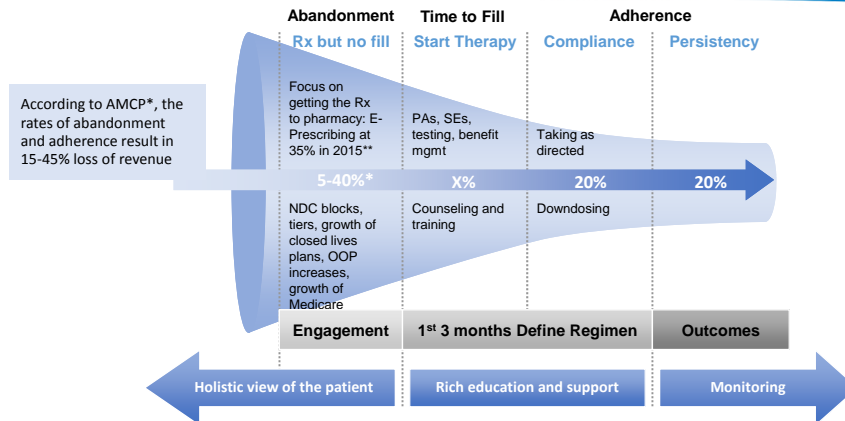 Abandonment
Time to Fill
Adherence
Rx but no fill
Start Therapy
Compliance
Persistency
According to AMCP*, the
rates of abandonment
and adherence result in
15-45% loss of revenue
Focus on
getting the Rx
to pharmacy: E-
Prescribing at
35% in 2015**
PAs, SEs,
testing, benefit
mgmt
Taking as
directed
5-40%*
X%
20%
20%
NDC blocks,
tiers, growth of
closed lives
plans, OOP
increases,
growth of
Medicare
Counseling and
training
Downdosing
Engagement
1st 3 months Define Regimen
Outcomes
Holistic view of the patient
Rich education and support
Monitoring